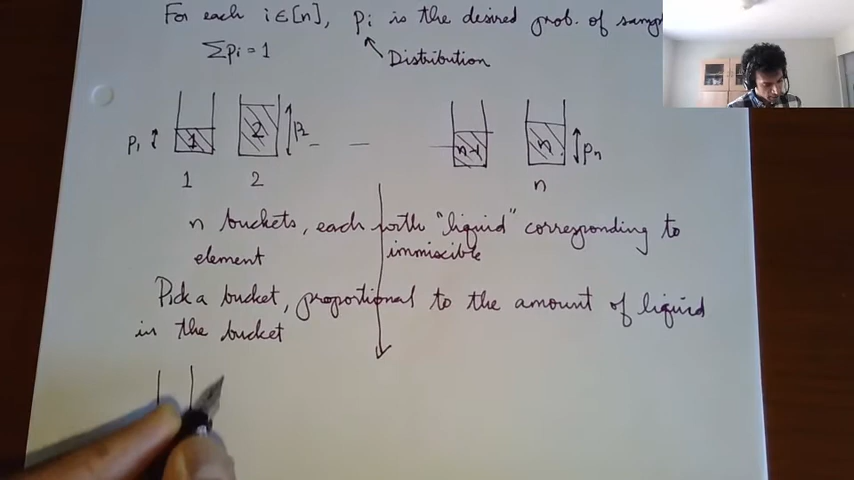 For each i∈[n], pi is the desired prob. of samp
∑pi = 1
Distribution
p1 1 2 p2 n-1 n pn
1 2 n
n buckets, each with "liquid" corresponding to
element immiscible
Pick a bucket, proportional to the amount of liquid
in the bucket